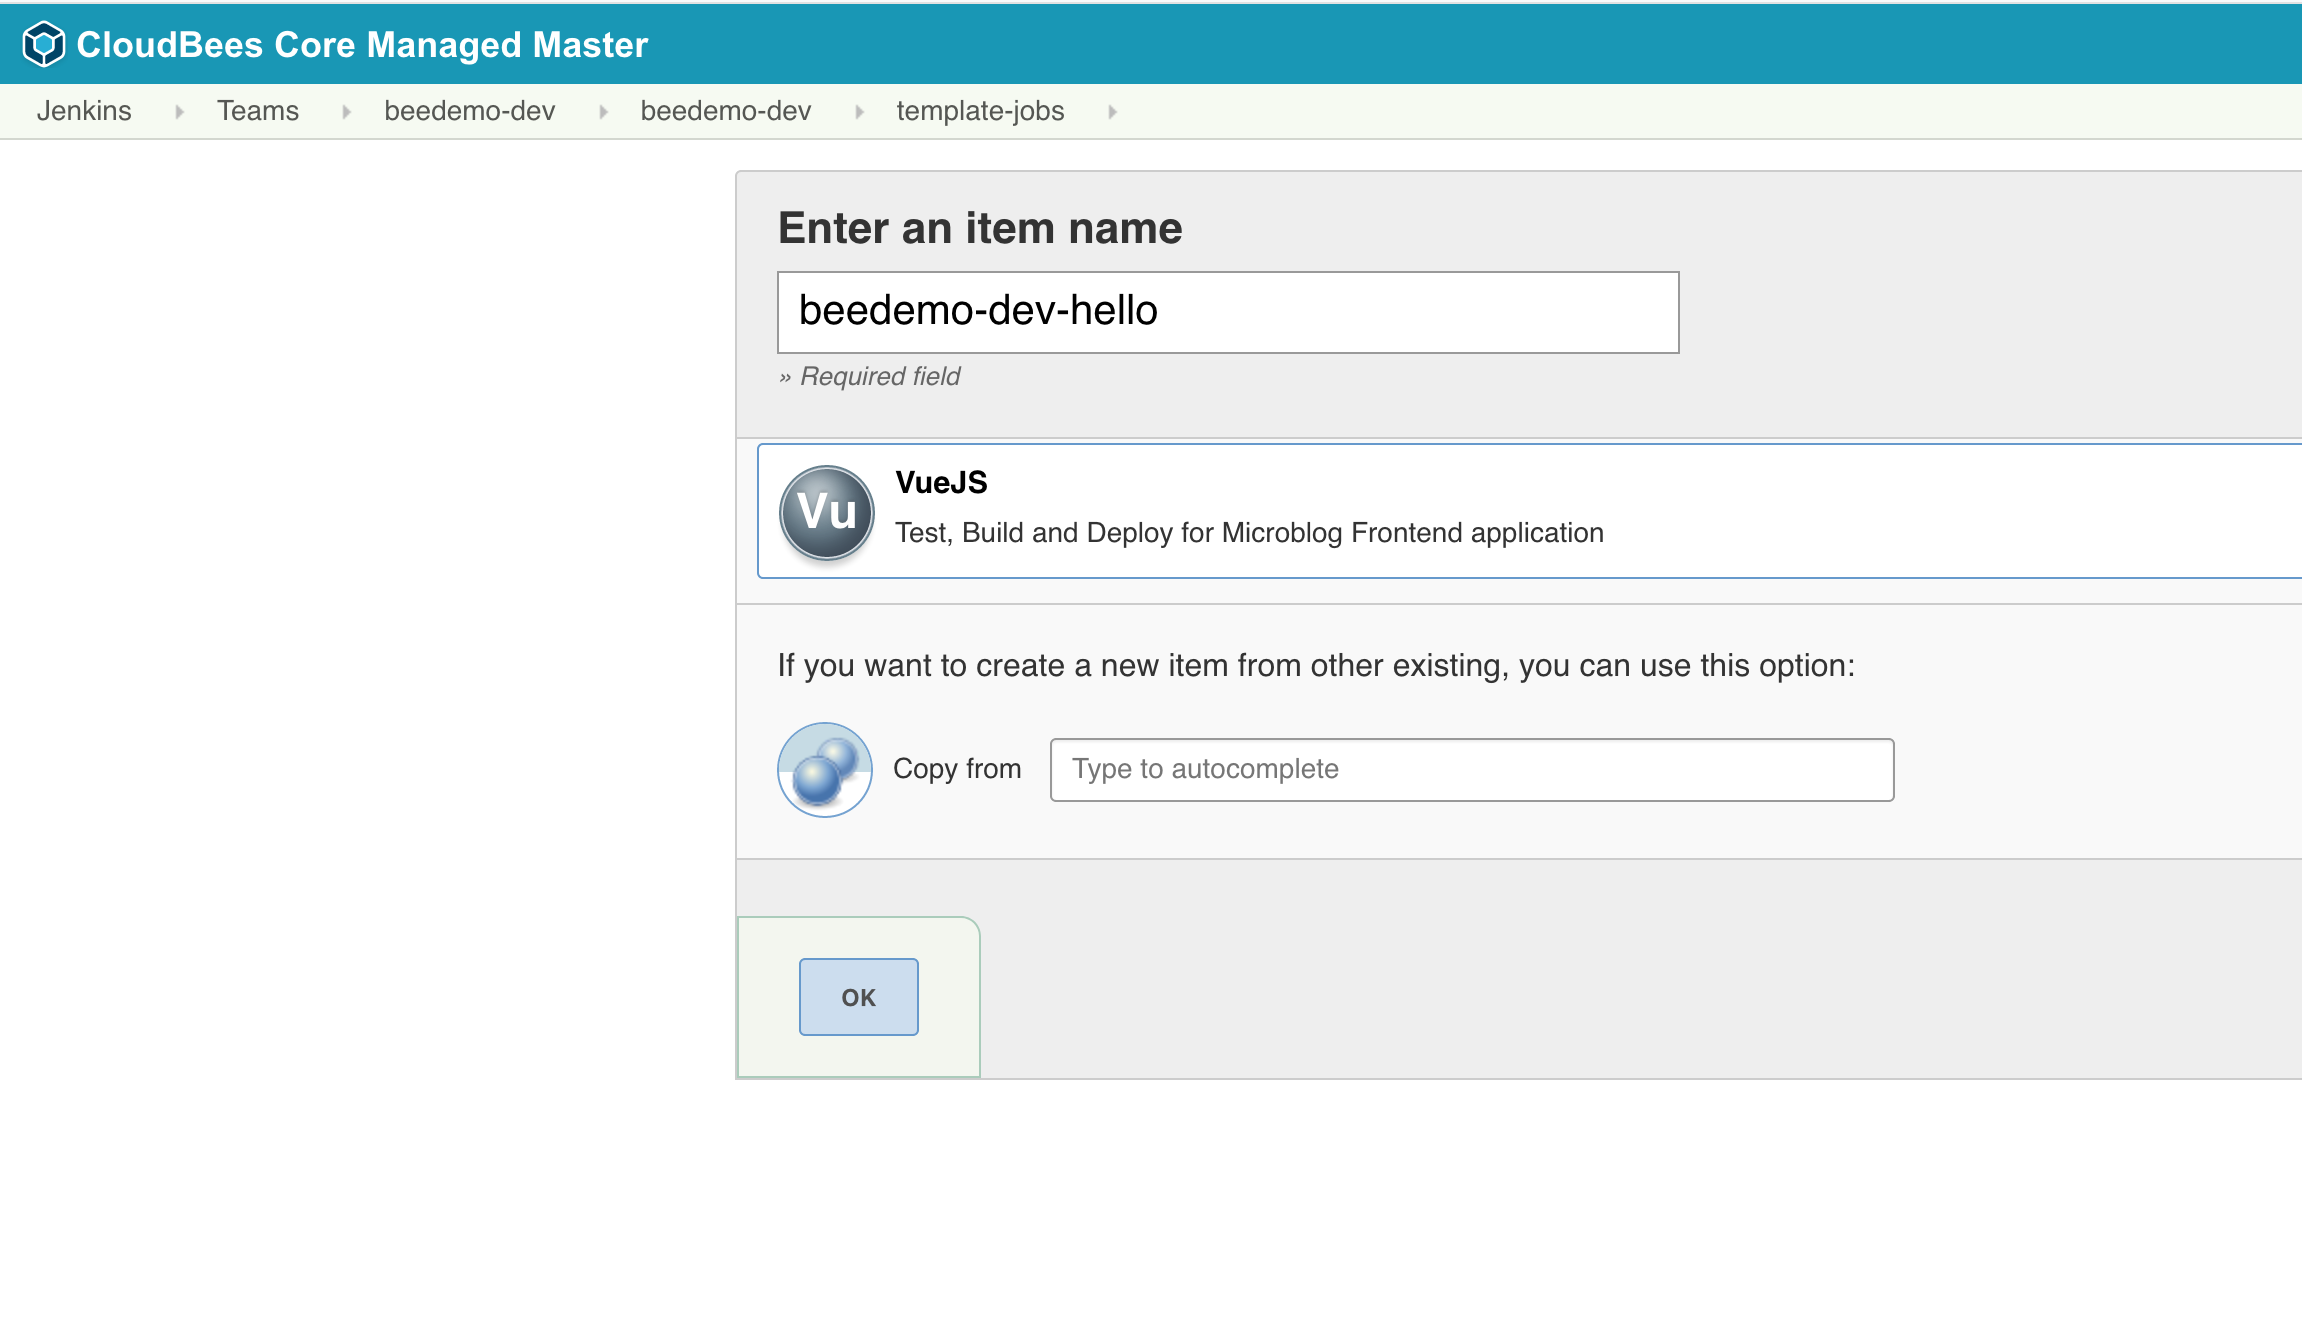 CloudBees Core Managed Master
Jenkins Teams beedemo-dev beedemo-dev template-jobs
Enter an item name
beedemo-dev-hello
» Required field
Vu
VueJS
Test, Build and Deploy for Microblog Frontend application
If you want to create a new item from other existing, you can use this option:
Copy from Type to autocomplete
OK